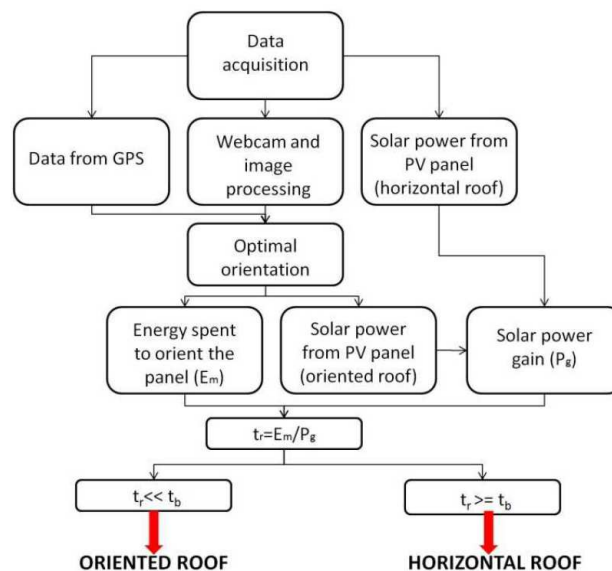 Data
acquisition
Data from GPS
Webcam and
image
processing
Solar power from
PV panel
(horizontal roof)
Optimal
orientation
Energy spent
to orient the
panel (Em)
Solar power
from PV panel
(oriented roof)
Solar power
gain (Pg)
tr=Em/Pg
tr<< tb
tr >= tb
ORIENTED ROOF
HORIZONTAL ROOF